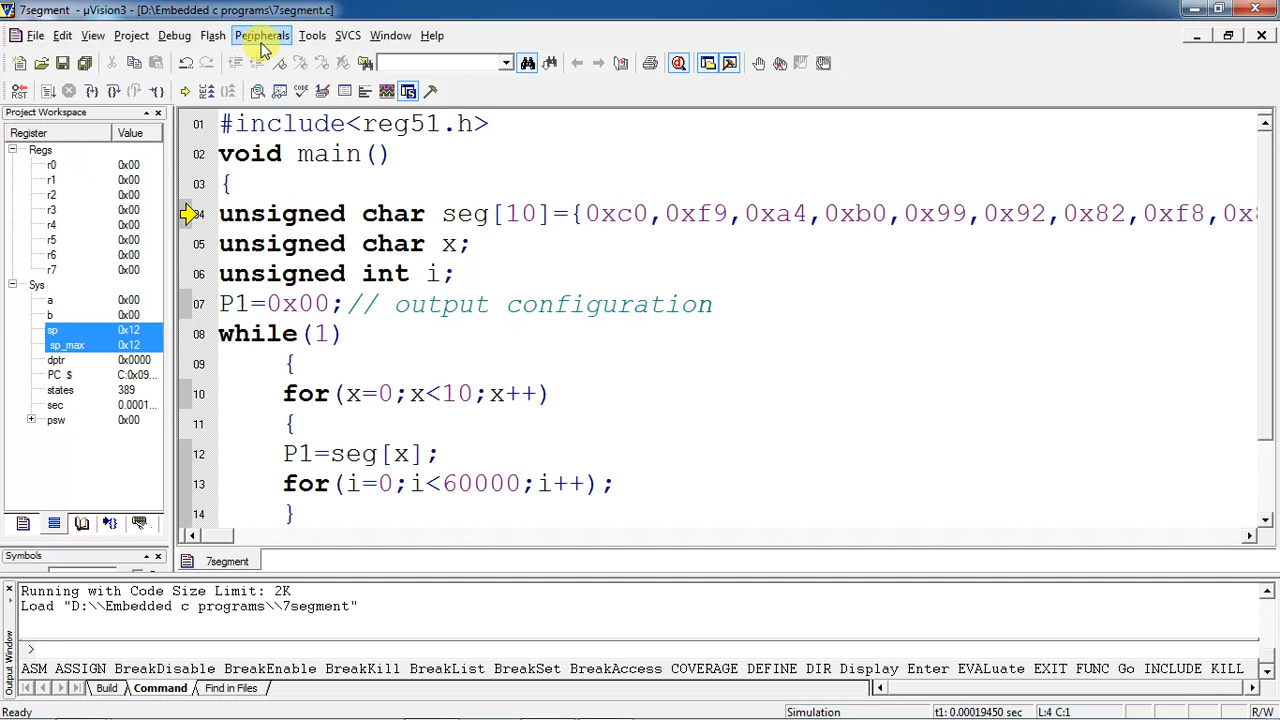 7segment - µVision3 - [D:\Embedded c programs\7segment.c]
File Edit View Project Debug Flash Peripherals Tools SVCS Window Help
Project Workspace
Register Value
Regs
r0 0x00
r1 0x00
r2 0x00
r3 0x00
r4 0x00
r5 0x00
r6 0x00
r7 0x00
Sys
a 0x00
b 0x00
sp 0x12
sp_max 0x12
dptr 0x0000
PC $ C:0x09...
states 389
sec 0.0001...
psw 0x00
Symbols
01 #include<reg51.h>
02 void main()
03 {
04 unsigned char seg[10]={0xc0,0xf9,0xa4,0xb0,0x99,0x92,0x82,0xf8,0x
05 unsigned char x;
06 unsigned int i;
07 P1=0x00;// output configuration
08 while(1)
09 {
10 for(x=0;x<10;x++)
11 {
12 P1=seg[x];
13 for(i=0;i<60000;i++);
14 }
7segment
Output Window
Running with Code Size Limit: 2K
Load "D:\\Embedded c programs\\7segment"
>
ASM ASSIGN BreakDisable BreakEnable BreakKill BreakList BreakSet BreakAccess COVERAGE DEFINE DIR Display Enter EVALuate EXIT FUNC Go INCLUDE KILL
Build Command Find in Files
Ready Simulation t1: 0.00019450 sec L:4 C:1 R/W